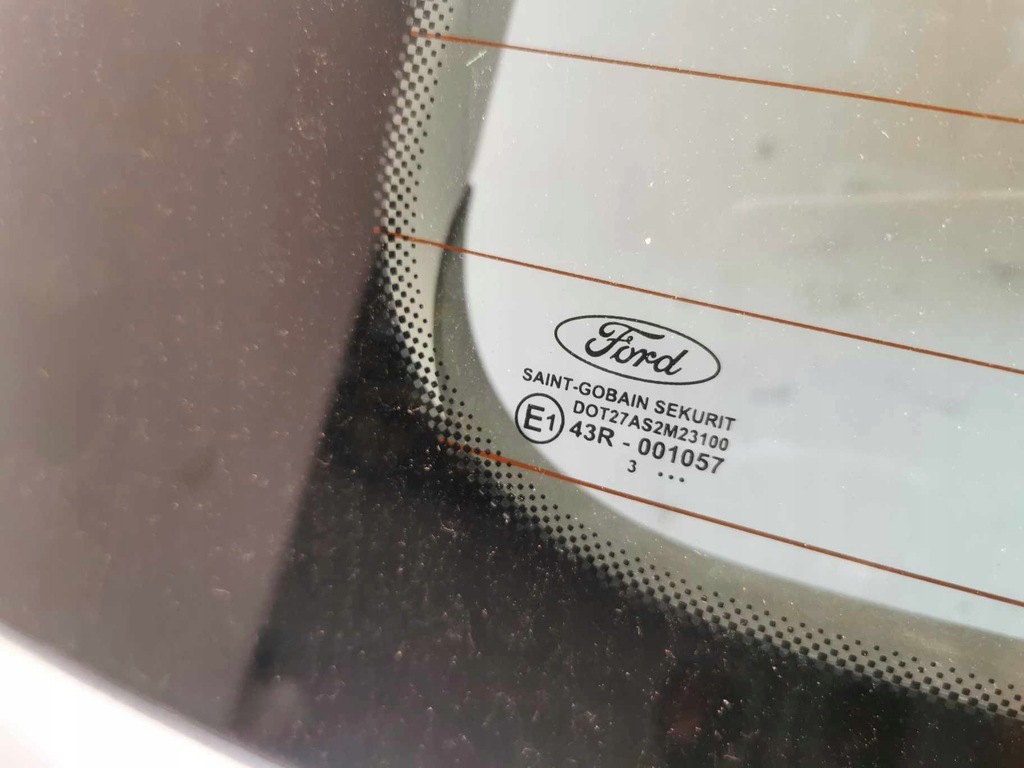 Ford
SAINT-GOBAIN SEKURIT
DOT27AS2M23100
E1 43R - 001057
3 ...